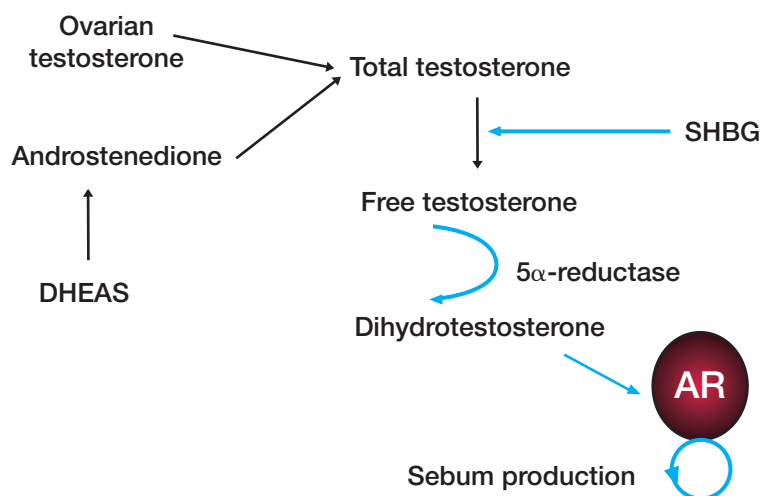 Ovarian
testosterone
Total testosterone
SHBG
Androstenedione
Free testosterone
5α-reductase
DHEAS
Dihydrotestosterone
AR
Sebum production